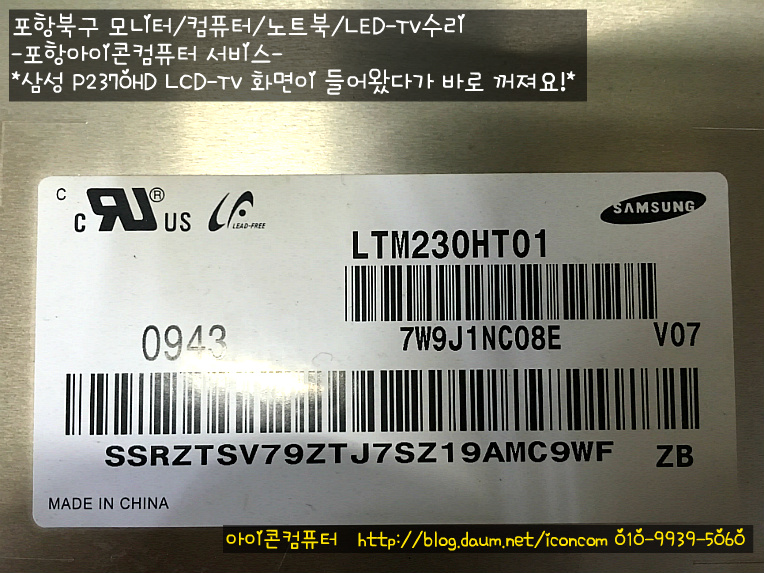 포항북구 모니터/컴퓨터/노트북/LED-TV수리
-포항아이콘컴퓨터 서비스-
*삼성 P2370HD LCD-TV 화면이 들어왔다가 바로 꺼져요!*
C
C UR ® US LEAD-FREE SAMSUNG
LTM230HT01
0943 7W9J1NC08E V07
SSRZTSV79ZTJ7SZ19AMC9WF ZB
MADE IN CHINA
아이콘컴퓨터 http://blog.daum.net/iconcom 010-9939-5060